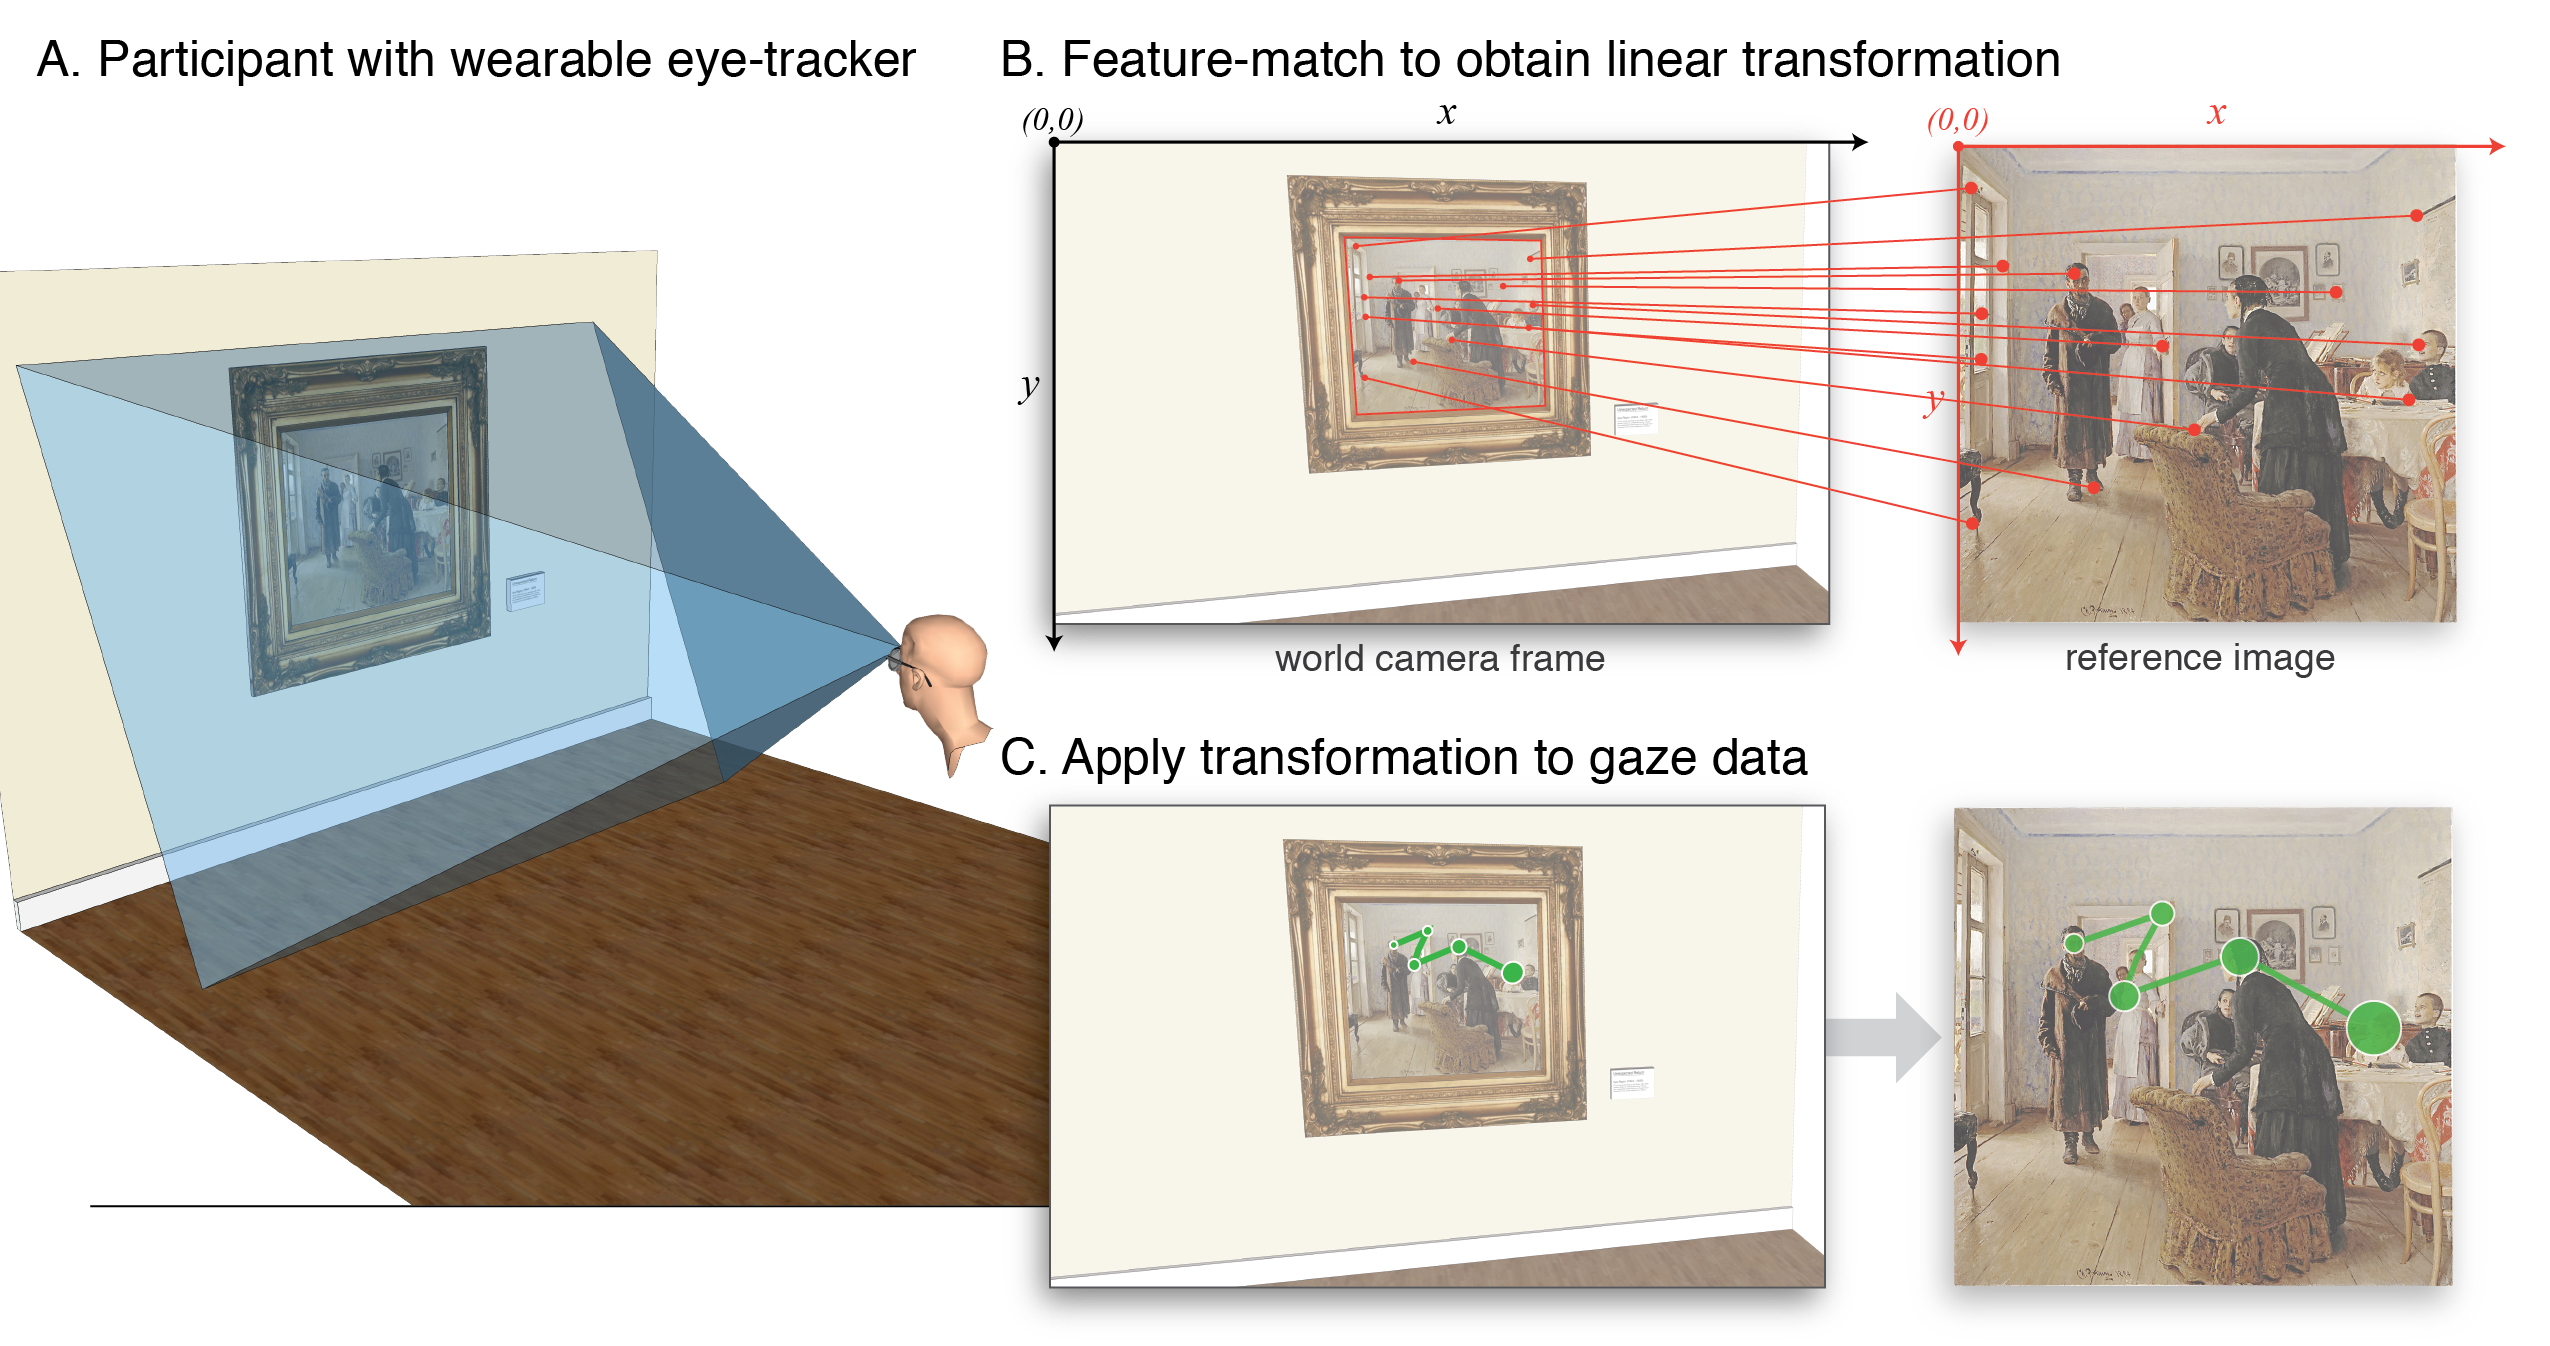 A. Participant with wearable eye-tracker
B. Feature-match to obtain linear transformation
(0,0)
x
y
(0,0)
x
y
world camera frame
reference image
C. Apply transformation to gaze data